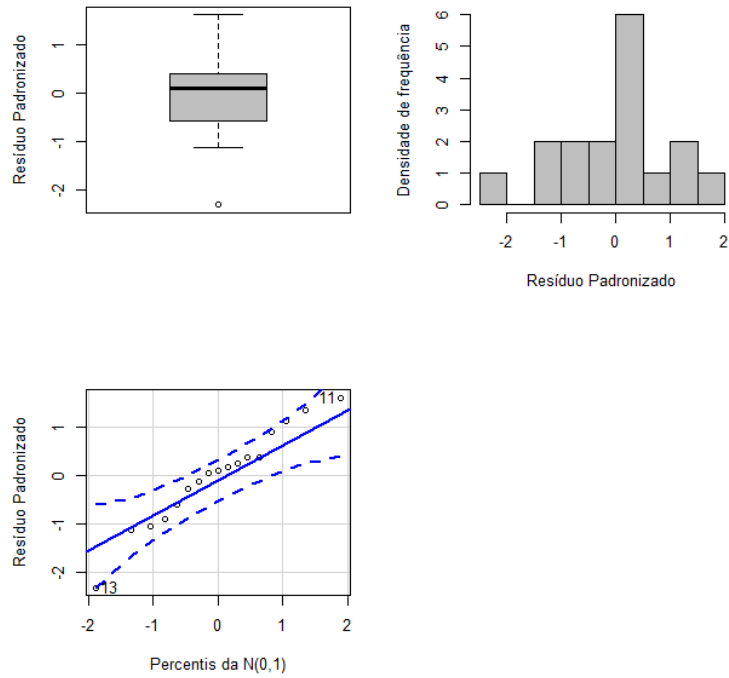 Resíduo Padronizado
1
0
-1
-2
Densidade de frequência
6
5
4
3
2
1
0
-2 -1 0 1 2
Resíduo Padronizado
Resíduo Padronizado
1
0
-1
-2
11
13
-2 -1 0 1 2
Percentis da N(0,1)